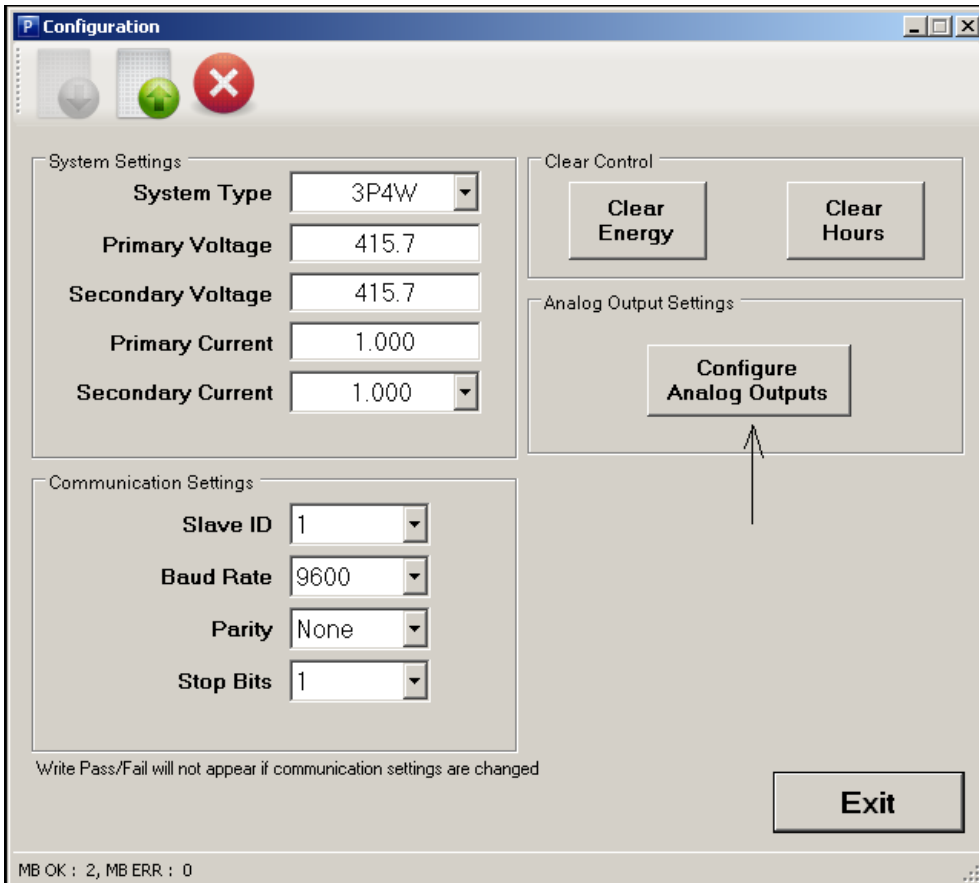 P Configuration
System Settings
System Type 3P4W
Primary Voltage 415.7
Secondary Voltage 415.7
Primary Current 1.000
Secondary Current 1.000
Clear Control
Clear
Energy
Clear
Hours
Analog Output Settings
Configure
Analog Outputs
Communication Settings
Slave ID 1
Baud Rate 9600
Parity None
Stop Bits 1
Write Pass/Fail will not appear if communication settings are changed
Exit
MB OK : 2, MB ERR : 0